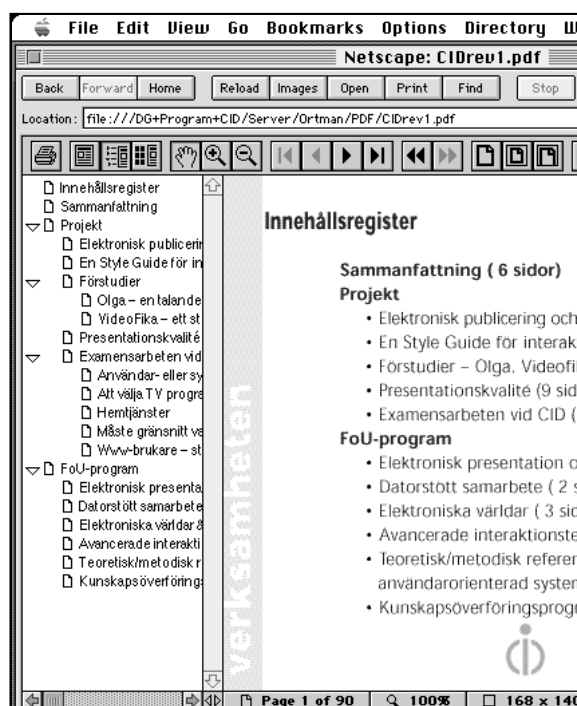 File Edit View Go Bookmarks Options Directory
Netscape: CIDrev1.pdf
Back Forward Home Reload Images Open Print Find Stop
Location: file:///DG+Program+CID/Server/Ortman/PDF/CIDrev1.pdf
Innehållsregister
Sammanfattning
Projekt
Elektronisk publicerin
En Style Guide för in
Förstudier
Olga – en talande
VideoFika – ett st
Presentationskvalité
Examensarbeten vid
Användar- eller sy
Att välja TV progra
Hemtjänster
Måste gränsnitt va
Www-brukare – st
FoU-program
Elektronisk presenta
Datorstött samarbete
Elektroniska världar &
Avancerade interakti
Teoretisk/metodisk r
Kunskapsöverföring
verksamheten
Innehållsregister
Sammanfattning ( 6 sidor)
Projekt
• Elektronisk publicering och
• En Style Guide för interak
• Förstudier – Olga, Videofi
• Presentationskvalité (9 sid
• Examensarbeten vid CID (
FoU-program
• Elektronisk presentation o
• Datorstött samarbete ( 2 s
• Elektroniska världar ( 3 sid
• Avancerade interaktionste
• Teoretisk/metodisk referen
användarorienterad system
• Kunskapsöverföringsprogr
Page 1 of 90 100% 168 x 140